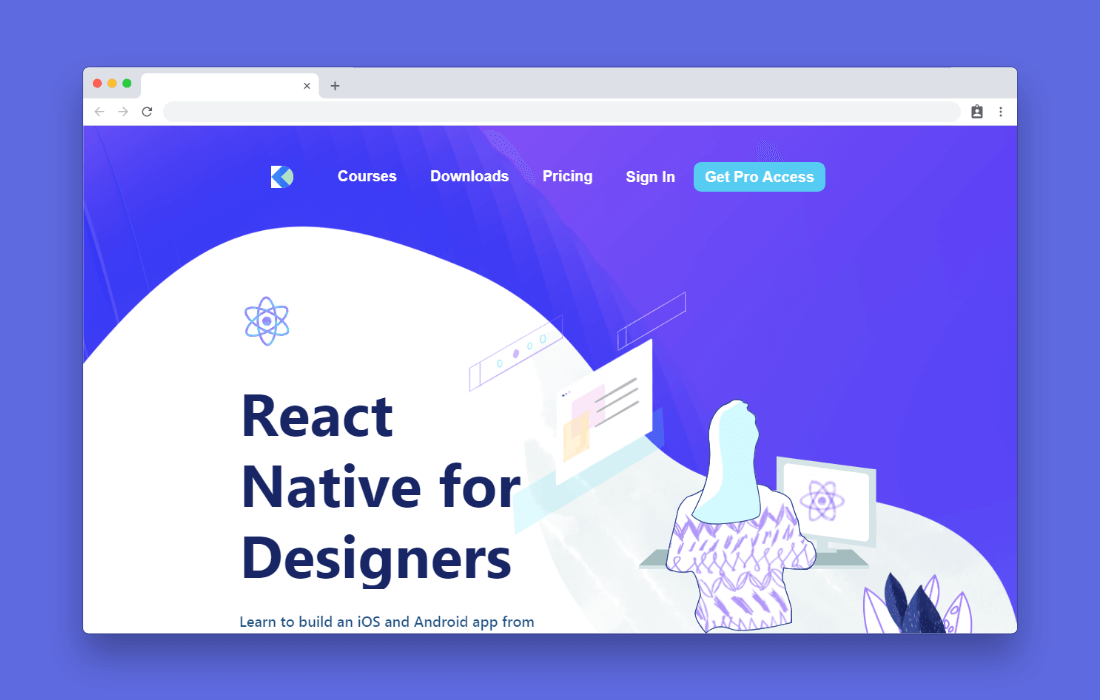 Courses Downloads Pricing Sign In Get Pro Access
React
Native for
Designers
Learn to build an iOS and Android app from